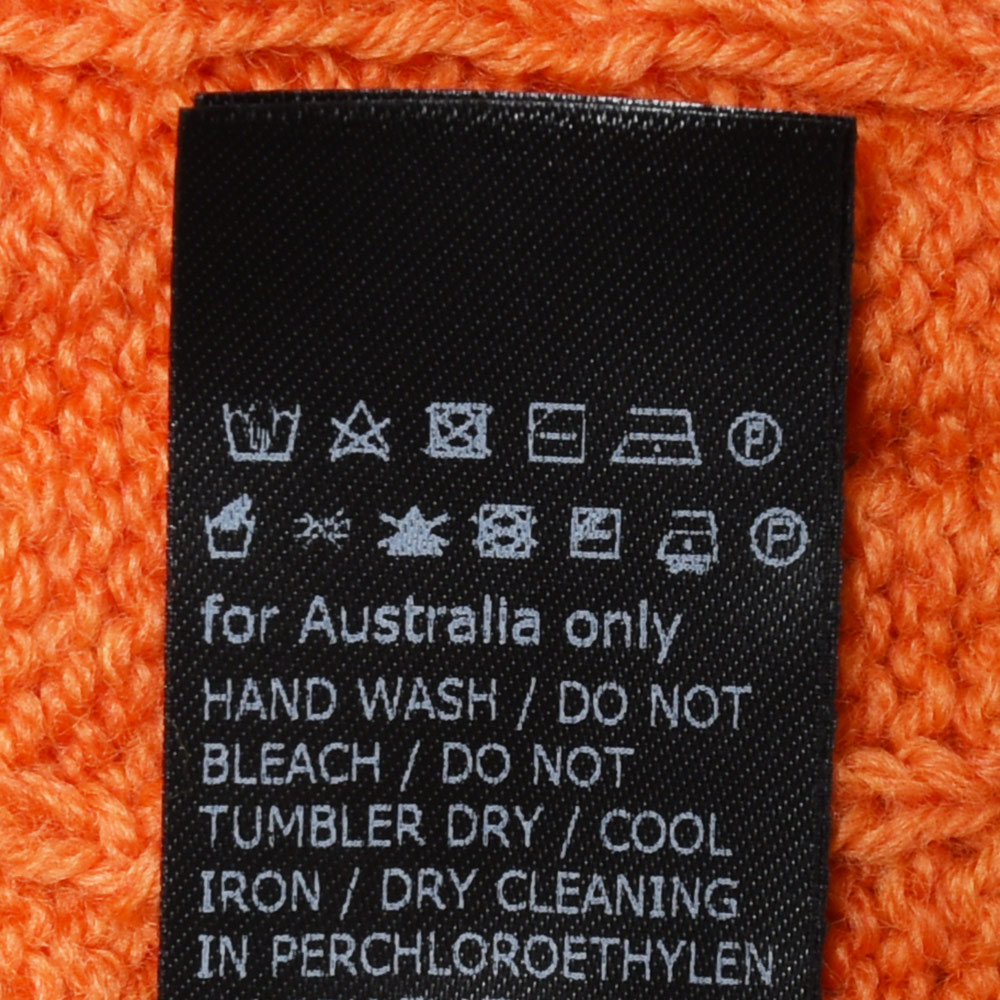 P
P
for Australia only
HAND WASH / DO NOT
BLEACH / DO NOT
TUMBLER DRY / COOL
IRON / DRY CLEANING
IN PERCHLOROETHYLEN